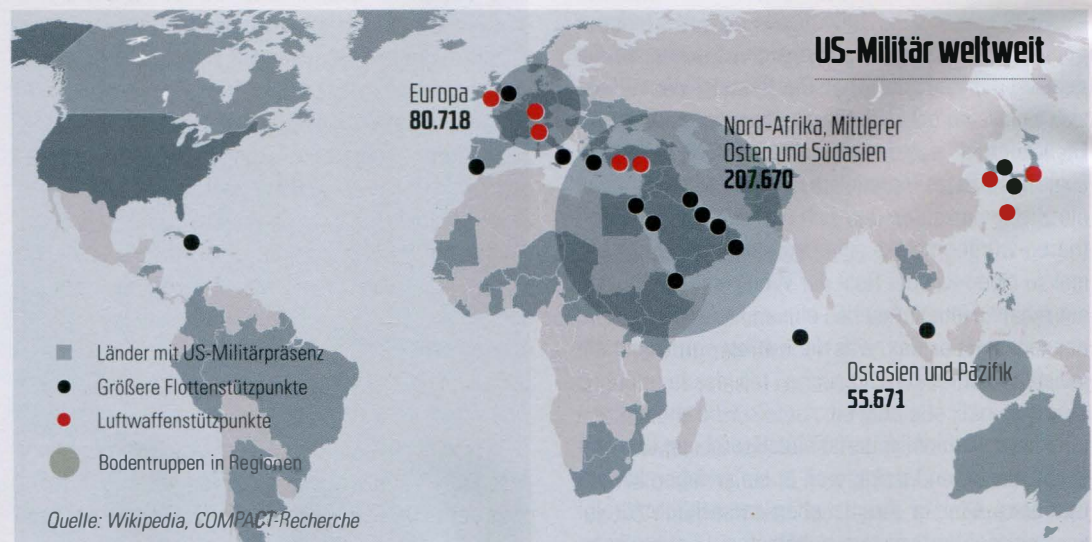 US-Militär weltweit
Europa
80.718
Nord-Afrika, Mittlerer
Osten und Südasien
207.670
Ostasien und Pazifik
55.671
Länder mit US-Militärpräsenz
Größere Flottenstützpunkte
Luftwaffenstützpunkte
Bodentruppen in Regionen
Quelle: Wikipedia, COMPACT-Recherche